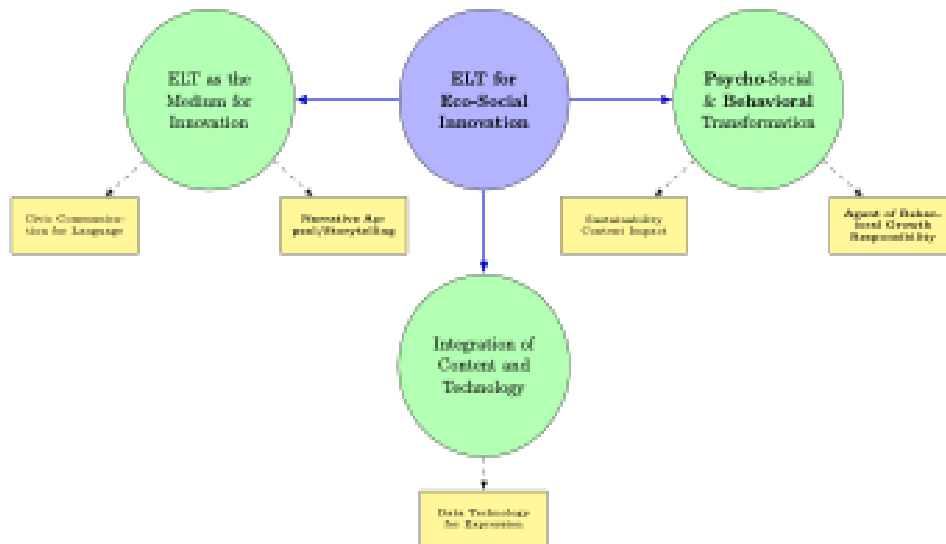 ELT as the
Medium for
Innovation
ELT for
Eco-Social
Innovation
Psycho-Social
& Behavioral
Transformation
Civic Communica-
tion for Language
Narrative Ap-
peal/Storytelling
Sustainability
Content Impact
Agent of Behav-
ioral Growth
Responsibility
Integration of
Content and
Technology
Data Technology
for Expression